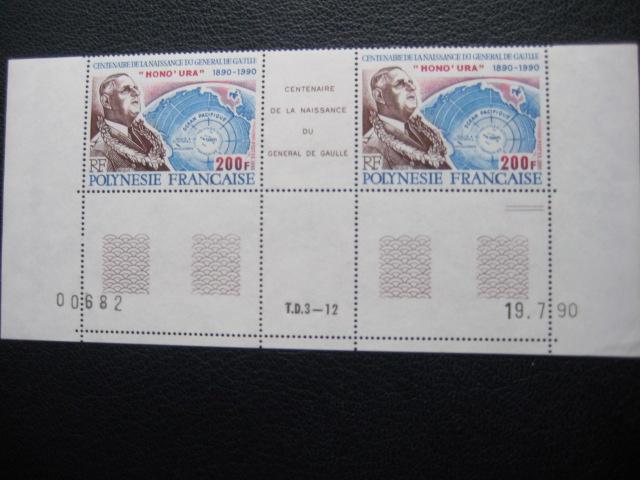 CENTENAIRE DE LA NAISSANCE DU GENERAL DE GAULLE
"HONO'URA" 1890-1990
OCEAN PACIFIQUE
RF
200F
POLYNESIE FRANCAISE
CENTENAIRE
DE LA NAISSANCE
DU
GENERAL DE GAULLE
CENTENAIRE DE LA NAISSANCE DU GENERAL DE GAULLE
"HONO'URA" 1890-1990
OCEAN PACIFIQUE
RF
200F
POLYNESIE FRANCAISE
00682
T.D.3-12
19.7.90